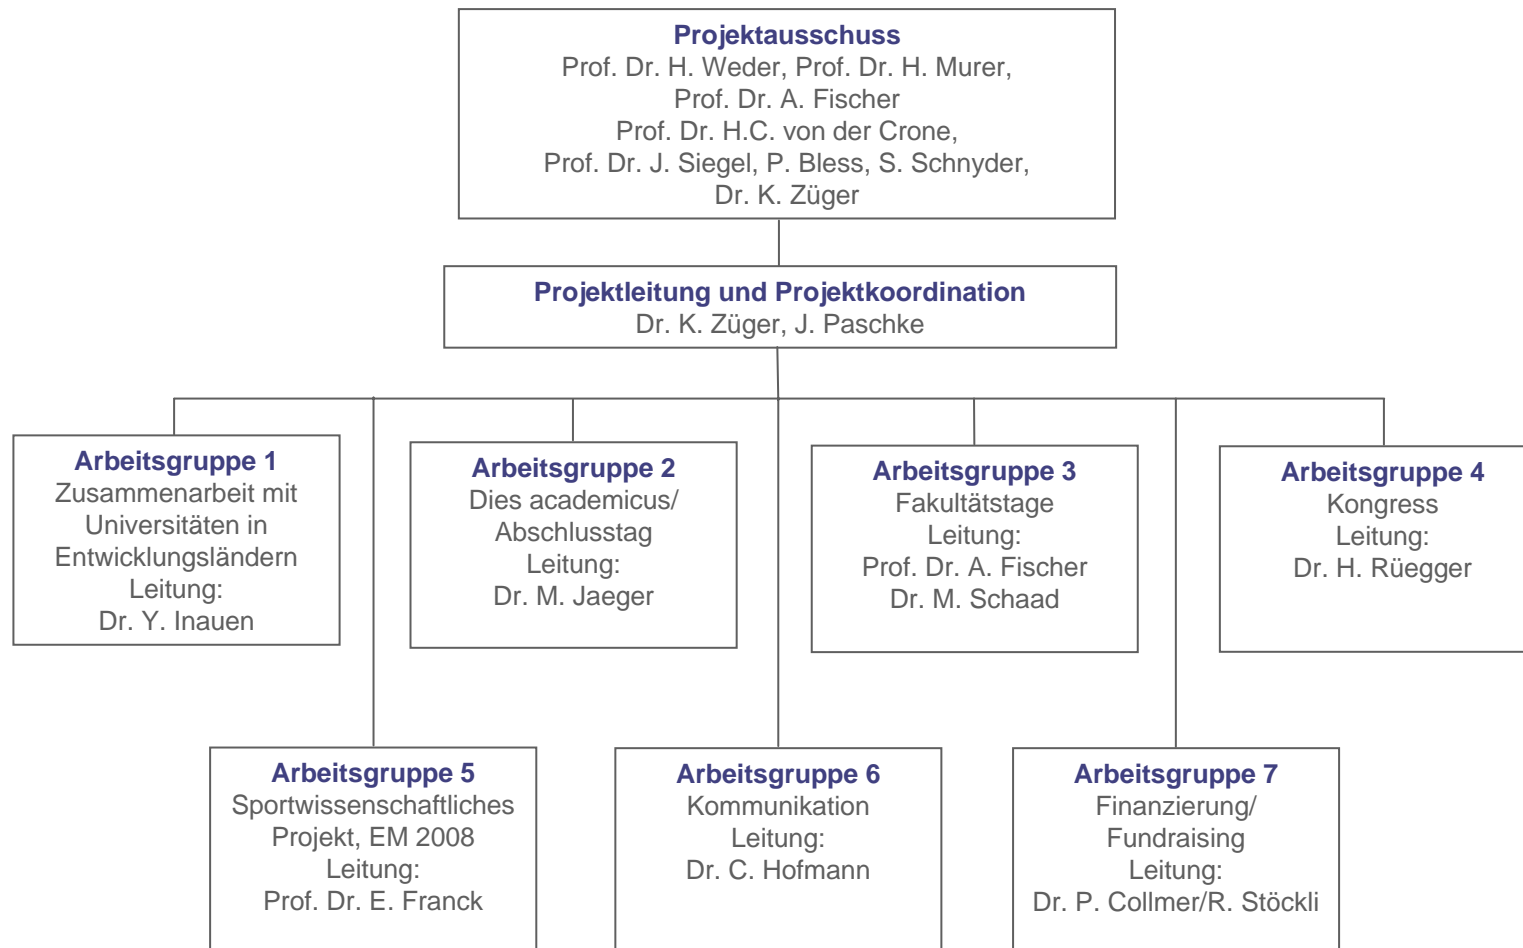 Projektausschuss
Prof. Dr. H. Weder, Prof. Dr. H. Murer,
Prof. Dr. A. Fischer
Prof. Dr. H.C. von der Crone,
Prof. Dr. J. Siegel, P. Bless, S. Schnyder,
Dr. K. Züger
Projektleitung und Projektkoordination
Dr. K. Züger, J. Paschke
Arbeitsgruppe 1
Zusammenarbeit mit
Universitäten in
Entwicklungsländern
Leitung:
Dr. Y. Inauen
Arbeitsgruppe 2
Dies academicus/
Abschlusstag
Leitung:
Dr. M. Jaeger
Arbeitsgruppe 3
Fakultätstage
Leitung:
Prof. Dr. A. Fischer
Dr. M. Schaad
Arbeitsgruppe 4
Kongress
Leitung:
Dr. H. Rüegger
Arbeitsgruppe 5
Sportwissenschaftliches
Projekt, EM 2008
Leitung:
Prof. Dr. E. Franck
Arbeitsgruppe 6
Kommunikation
Leitung:
Dr. C. Hofmann
Arbeitsgruppe 7
Finanzierung/
Fundraising
Leitung:
Dr. P. Collmer/R. Stöckli